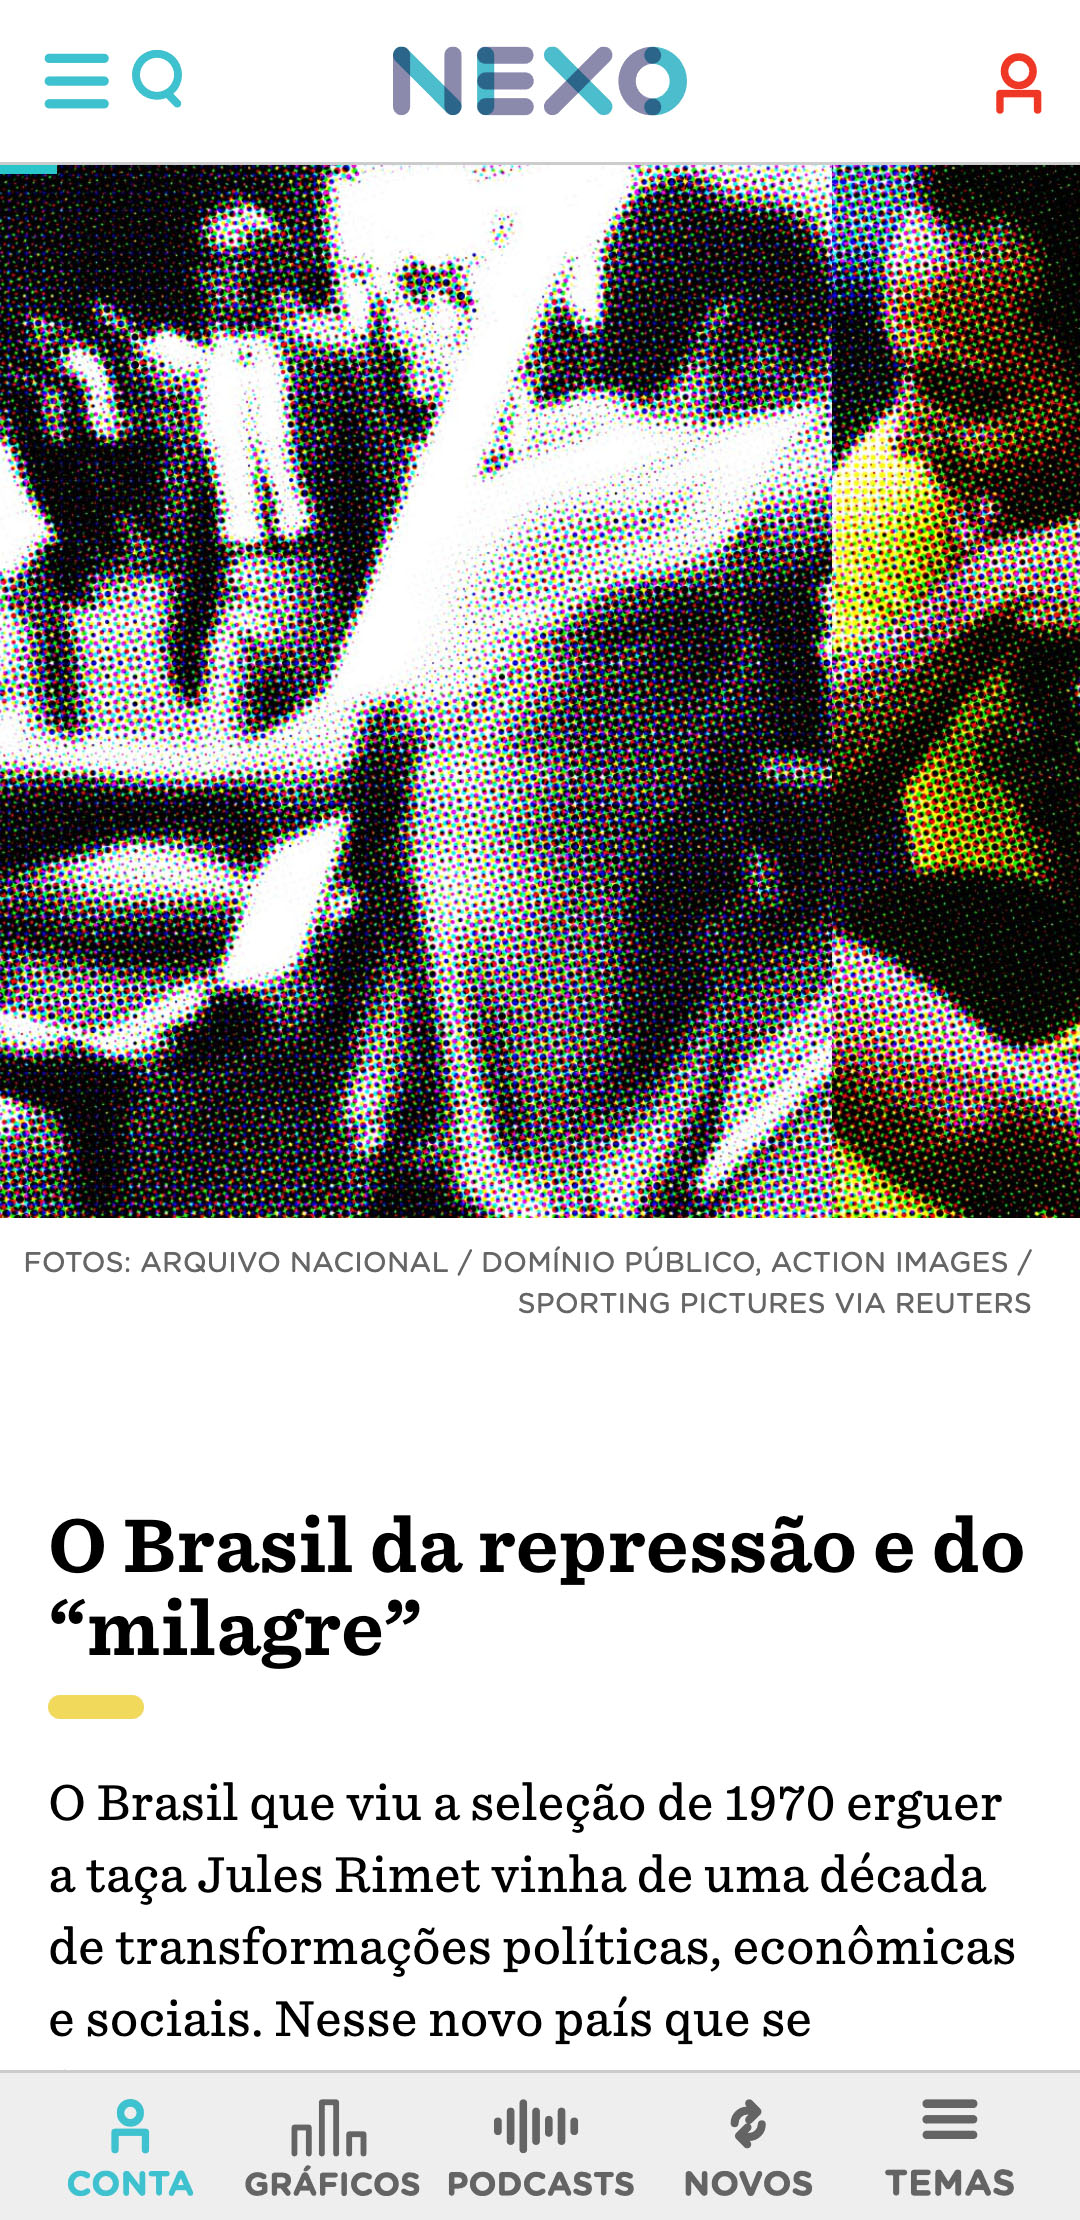 NEXO
FOTOS: ARQUIVO NACIONAL / DOMÍNIO PÚBLICO, ACTION IMAGES /
SPORTING PICTURES VIA REUTERS
O Brasil da repressão e do
“milagre”
O Brasil que viu a seleção de 1970 erguer
a taça Jules Rimet vinha de uma década
de transformações políticas, econômicas
e sociais. Nesse novo país que se
CONTA GRÁFICOS PODCASTS NOVOS TEMAS